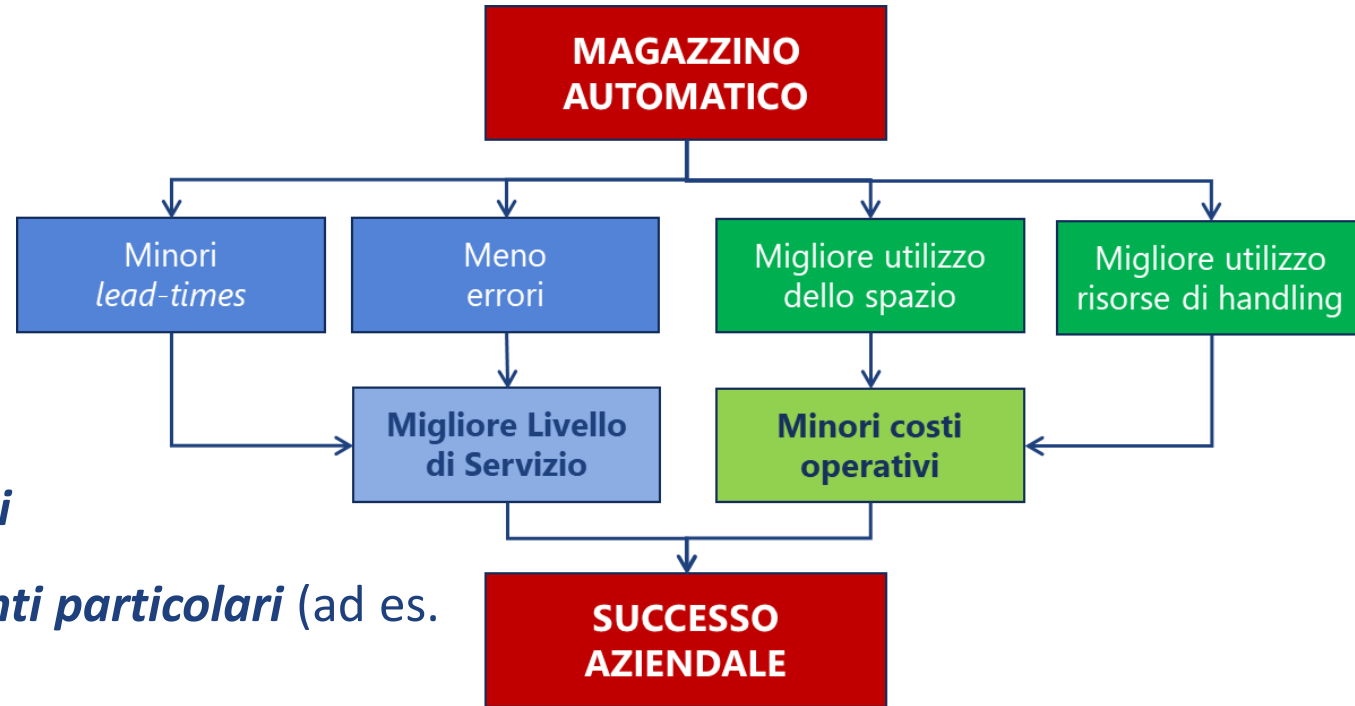 MAGAZZINO
AUTOMATICO
Minori
lead-times
Meno
errori
Migliore utilizzo
dello spazio
Migliore utilizzo
risorse di handling
Migliore Livello
di Servizio
Minori costi
operativi
i
nti particolari (ad es.
SUCCESSO
AZIENDALE